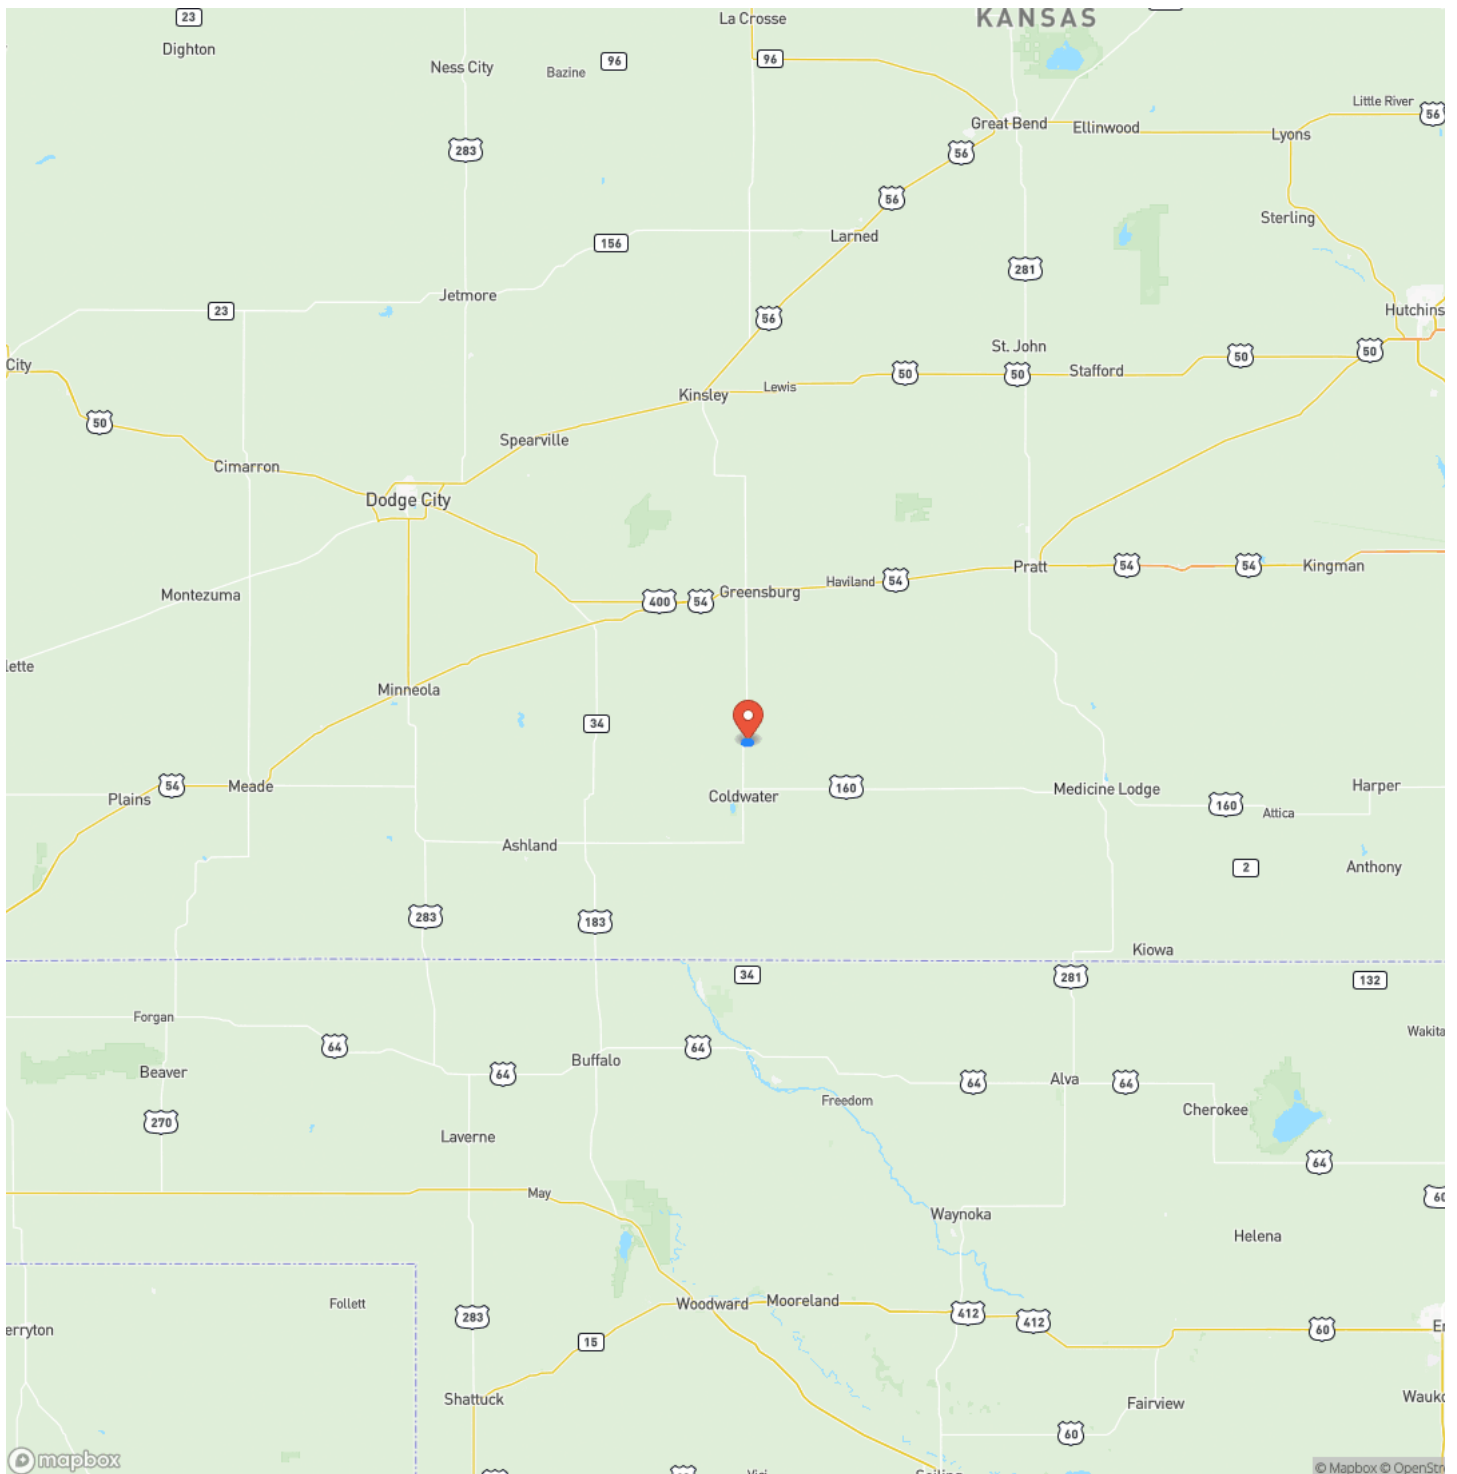 23
La Crosse
KANSAS
Dighton
Ness City
Bazine
96
96
Little River
56
Great Bend
Ellinwood
Lyons
283
56
56
Sterling
Larned
156
281
Jetmore
23
56
Hutchins
St. John
50
50
City
50
50
Stafford
Kinsley
Lewis
50
Spearville
Cimarron
Dodge City
Pratt
54
54
Kingman
Haviland
54
Montezuma
Greensburg
400
54
lette
Minneola
34
54
Meade
Plains
Coldwater
160
Medicine Lodge
Harper
160
Attica
Ashland
2
Anthony
283
183
Kiowa
34
281
132
Forgan
Wakita
64
64
Buffalo
Beaver
64
64
Alva
64
Freedom
Cherokee
270
Laverne
64
May
60
Waynoka
Helena
Follett
Woodward
Mooreland
283
412
412
60
En
erryton
15
Shattuck
Fairview
Wauko
60
mapbox
© Mapbox © OpenStr